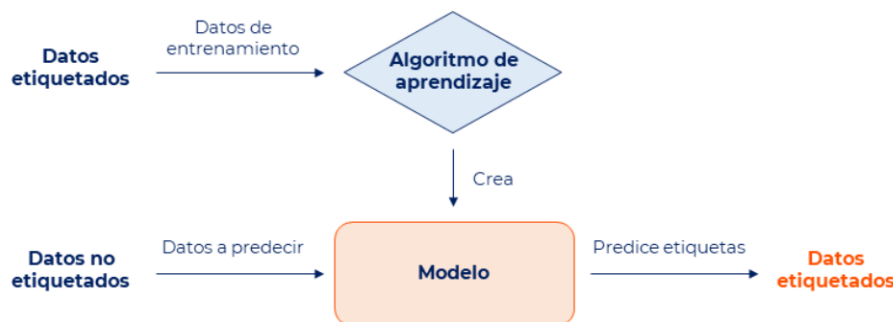 Datos de
entrenamiento
Datos
etiquetados
Algoritmo de
aprendizaje
Crea
Datos no
etiquetados
Datos a predecir
Modelo
Predice etiquetas
Datos
etiquetados